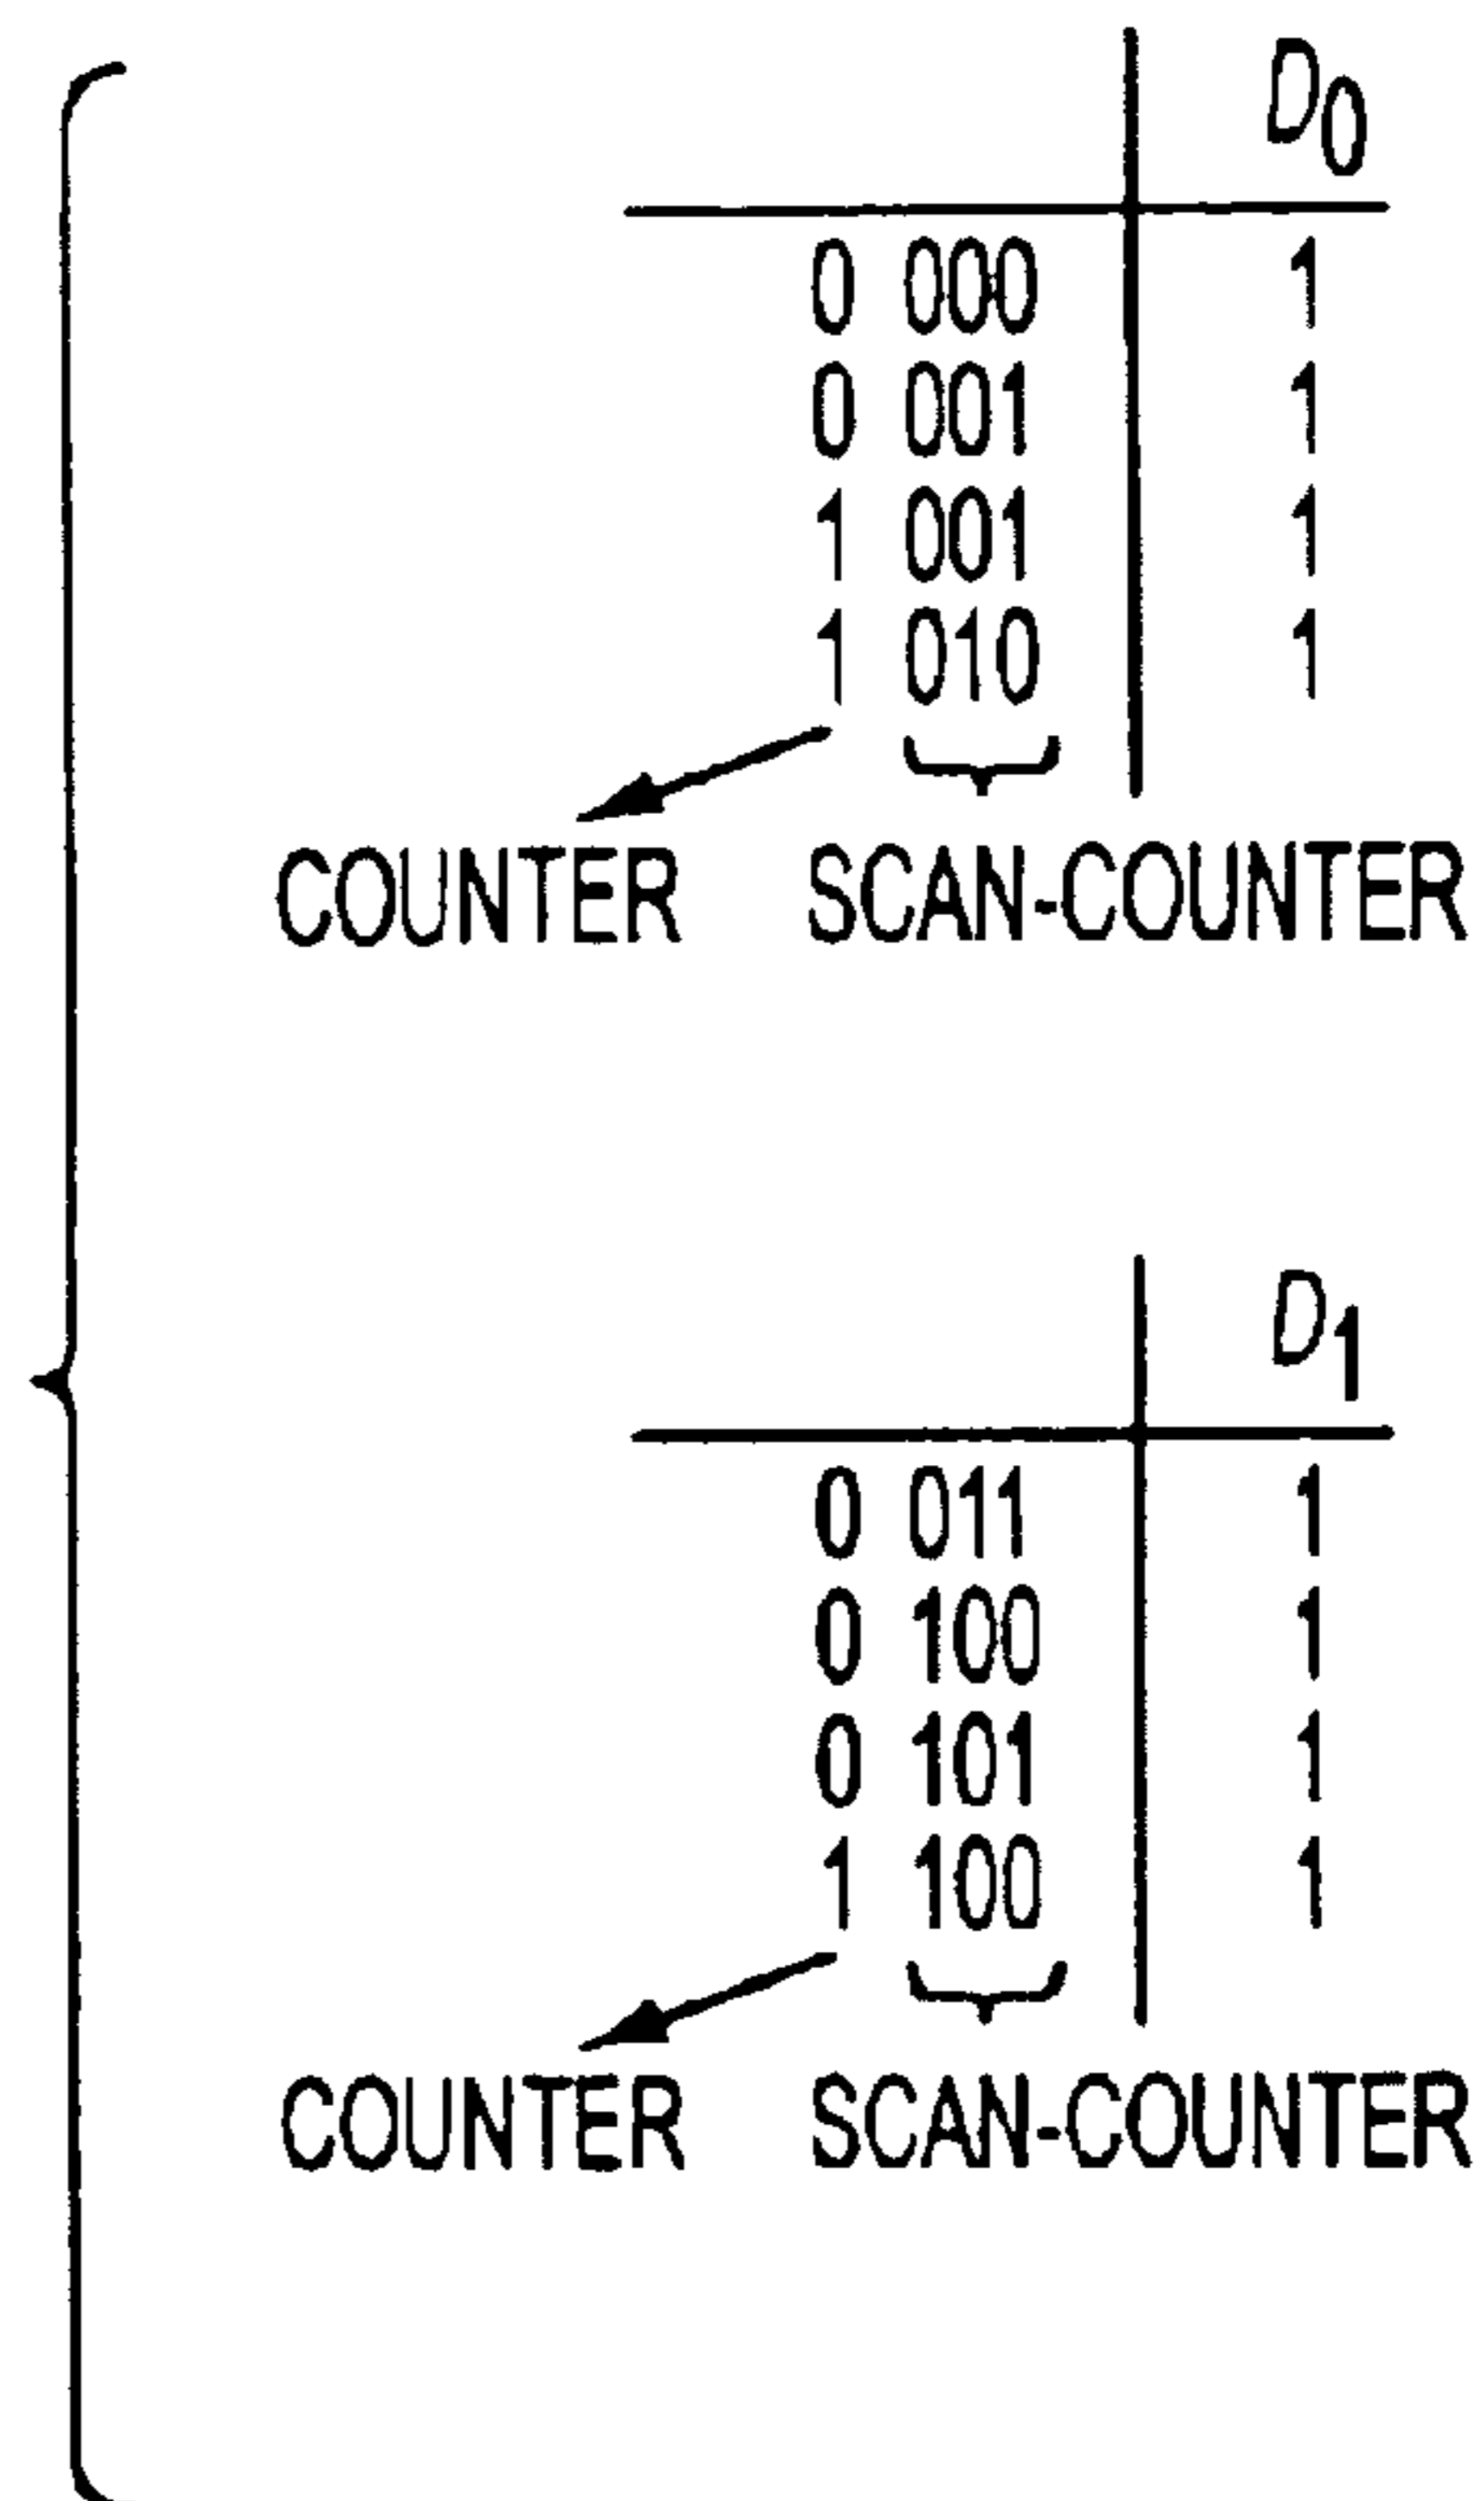 D0
0 000 1
0 001 1
1 001 1
1 010 1
COUNTER SCAN-COUNTER
D1
0 011 1
0 100 1
0 101 1
1 100 1
COUNTER SCAN-COUNTER